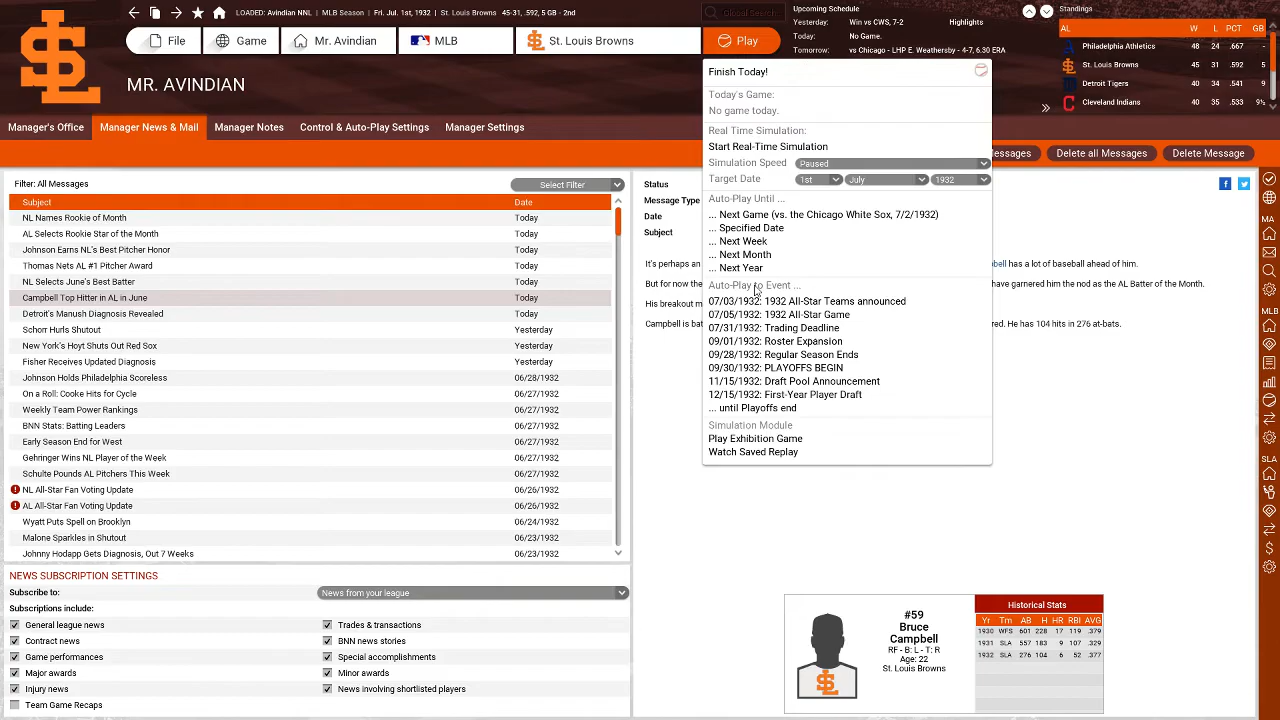 LOADED: Avindian NNL | MLB Season | Fri. Jul. 1st, 1932 | St. Louis Browns 45-31, .592, 5 GB - 2nd
Global Search
Upcoming Schedule
Yesterday: Win vs CWS, 7-2 Highlights
Today: No Game.
Tomorrow: vs Chicago - LHP E. Weathersby - 4-7, 6.30 ERA
Standings
AL W L PCT GB
Philadelphia Athletics 48 24 .667 -
St. Louis Browns 45 31 .592 5
Detroit Tigers 40 34 .541 9
Cleveland Indians 40 35 .533 9½
File
Game
Mr. Avindian
MLB
St. Louis Browns
Play
MR. AVINDIAN
Manager's Office
Manager News & Mail
Manager Notes
Control & Auto-Play Settings
Manager Settings
Delete all Messages
Delete Message
Finish Today!
Today's Game:
No game today.
Real Time Simulation:
Start Real-Time Simulation
Simulation Speed Paused
Target Date 1st July 1932
Auto-Play Until ...
... Next Game (vs. the Chicago White Sox, 7/2/1932)
... Specified Date
... Next Week
... Next Month
... Next Year
Auto-Play to Event ...
07/03/1932: 1932 All-Star Teams announced
07/05/1932: 1932 All-Star Game
07/31/1932: Trading Deadline
09/01/1932: Roster Expansion
09/28/1932: Regular Season Ends
09/30/1932: PLAYOFFS BEGIN
11/15/1932: Draft Pool Announcement
12/15/1932: First-Year Player Draft
... until Playoffs end
Simulation Module
Play Exhibition Game
Watch Saved Replay
Filter: All Messages Select Filter
Subject Date
NL Names Rookie of Month Today
AL Selects Rookie Star of the Month Today
Johnson Earns NL's Best Pitcher Honor Today
Thomas Nets AL #1 Pitcher Award Today
NL Selects June's Best Batter Today
Campbell Top Hitter in AL in June Today
Detroit's Manush Diagnosis Revealed Today
Schorr Hurls Shutout Yesterday
New York's Hoyt Shuts Out Red Sox Yesterday
Fisher Receives Updated Diagnosis Yesterday
Johnson Holds Philadelphia Scoreless 06/28/1932
On a Roll: Cooke Hits for Cycle 06/27/1932
Weekly Team Power Rankings 06/27/1932
BNN Stats: Batting Leaders 06/27/1932
Early Season End for West 06/27/1932
Gehringer Wins NL Player of the Week 06/27/1932
Schulte Pounds AL Pitchers This Week 06/27/1932
NL All-Star Fan Voting Update 06/26/1932
AL All-Star Fan Voting Update 06/26/1932
Wyatt Puts Spell on Brooklyn 06/24/1932
Malone Sparkles in Shutout 06/23/1932
Johnny Hodapp Gets Diagnosis, Out 7 Weeks 06/23/1932
NEWS SUBSCRIPTION SETTINGS
Subscribe to: News from your league
Subscriptions include:
General league news Trades & transactions
Contract news BNN news stories
Game performances Special accomplishments
Major awards Minor awards
Injury news News involving shortlisted players
Team Game Recaps
Status
Message Type
Date
Subject
It's perhaps an
has a lot of baseball ahead of him.
But for now the
have garnered him the nod as the AL Batter of the Month.
His breakout m
Campbell is bat
He has 104 hits in 276 at-bats.
#59
Bruce
Campbell
RF - B: L - T: R
Age: 22
St. Louis Browns
Historical Stats
Yr Tm AB H HR RBI AVG
1930 WFS 601 228 17 119 .379
1931 SLA 557 183 9 107 .329
1932 SLA 276 104 6 52 .377
MA
MLB
SLA